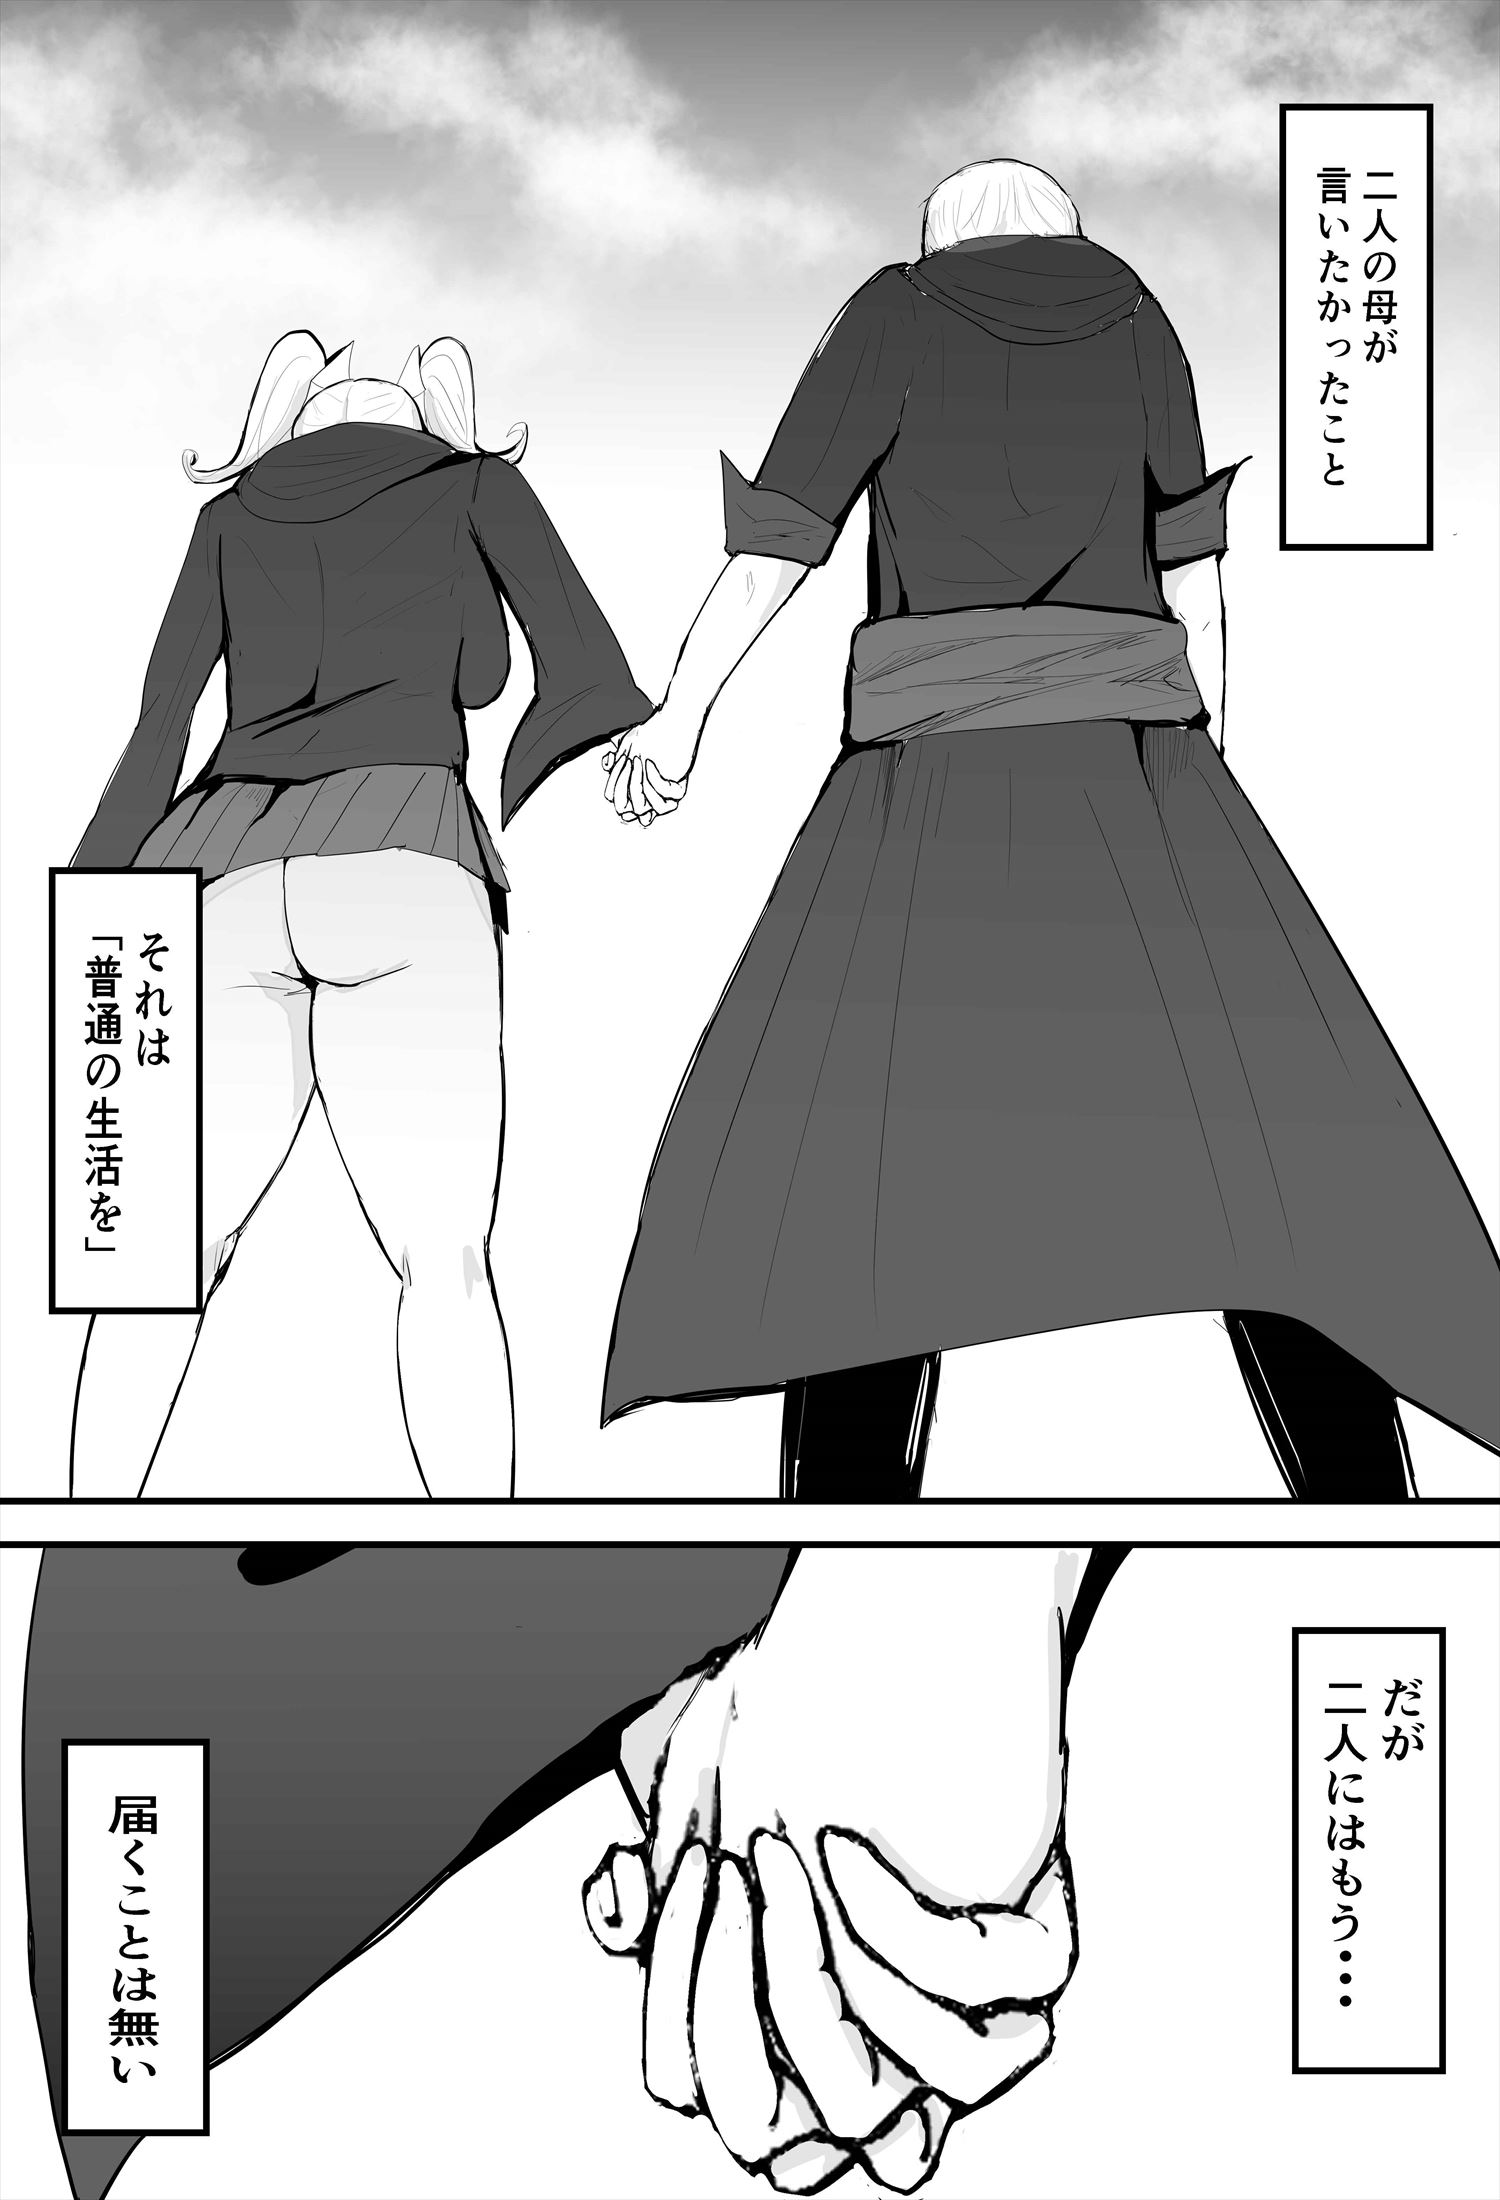 二人の母が
言いたかったこと
それは
「普通の生活を」
だが
二人にはもう・・・
届くことは無い